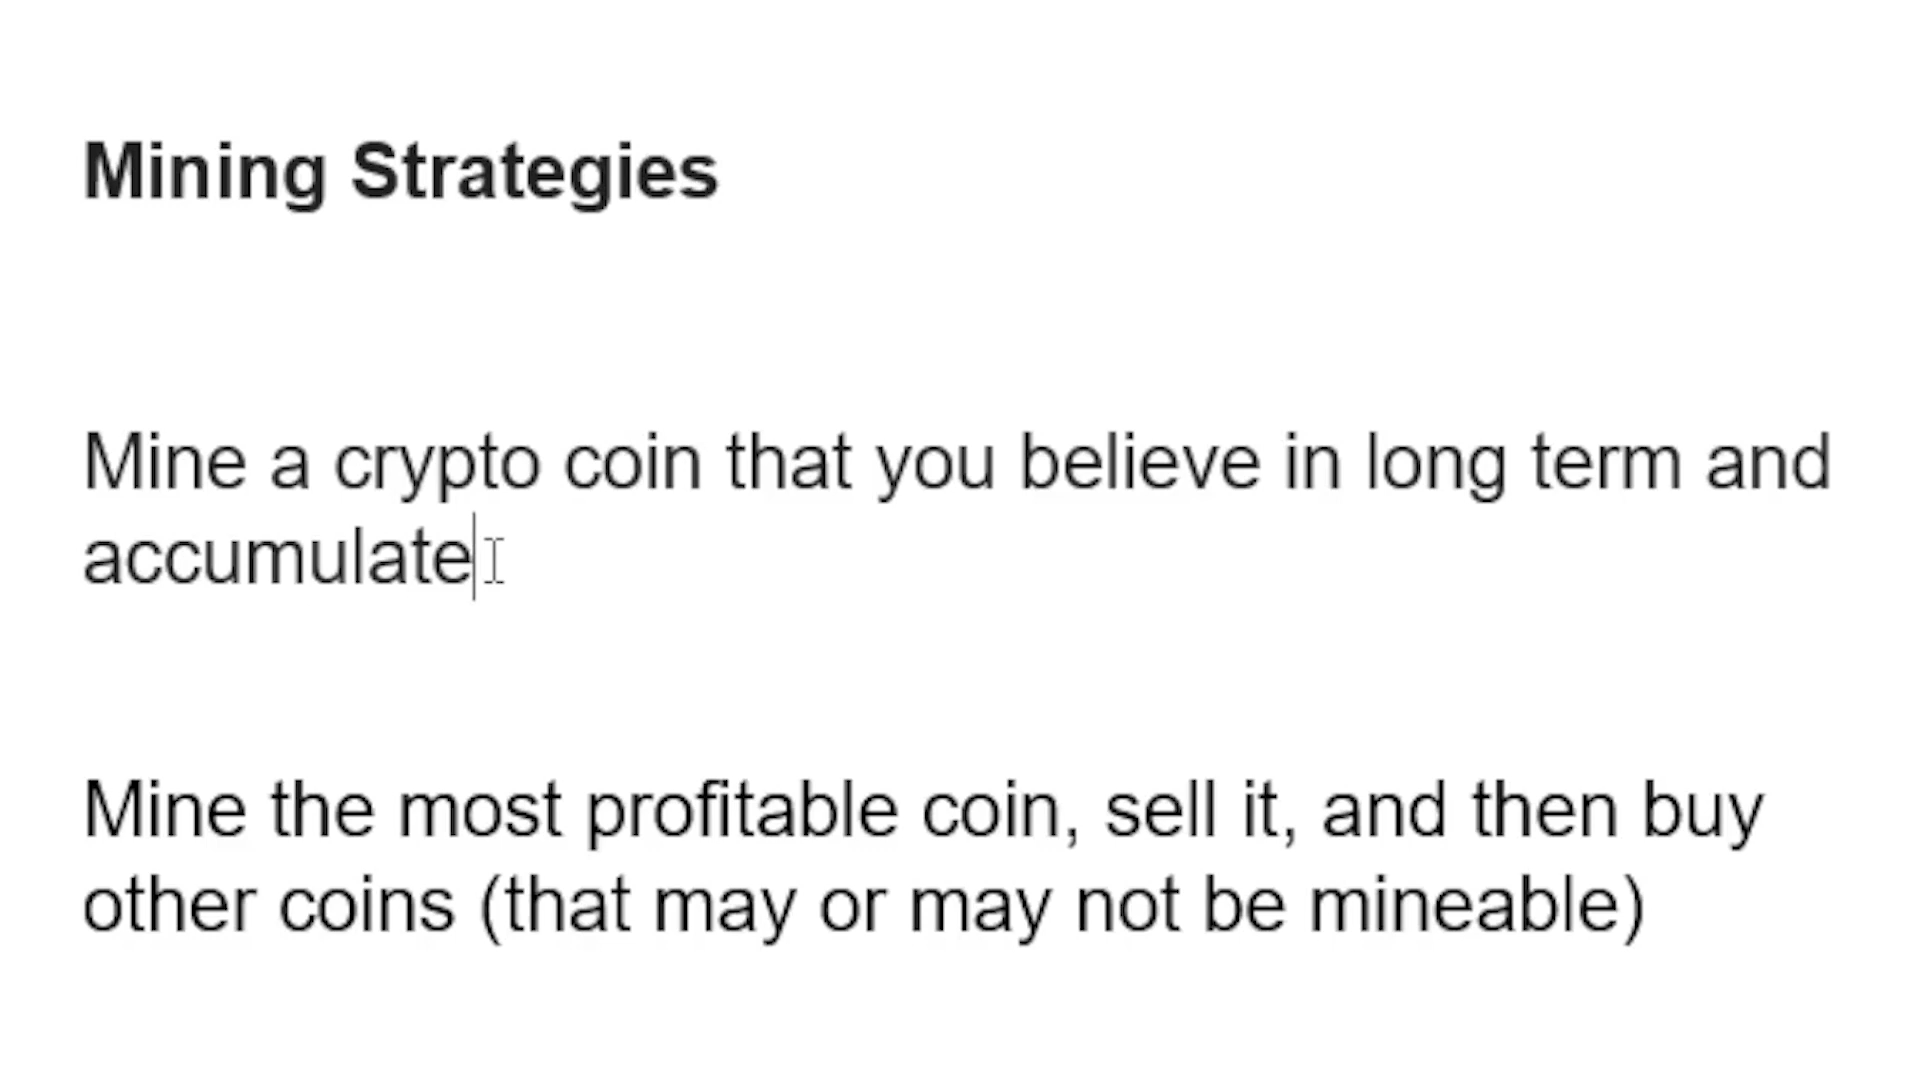 Mining Strategies
Mine a crypto coin that you believe in long term and
accumulate
Mine the most profitable coin, sell it, and then buy
other coins (that may or may not be mineable)